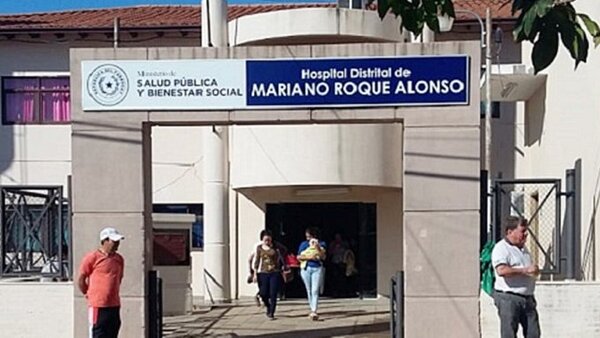 Ministerio de
SALUD PÚBLICA
Y BIENESTAR SOCIAL
Hospital Distrital de
MARIANO ROQUE ALONSO